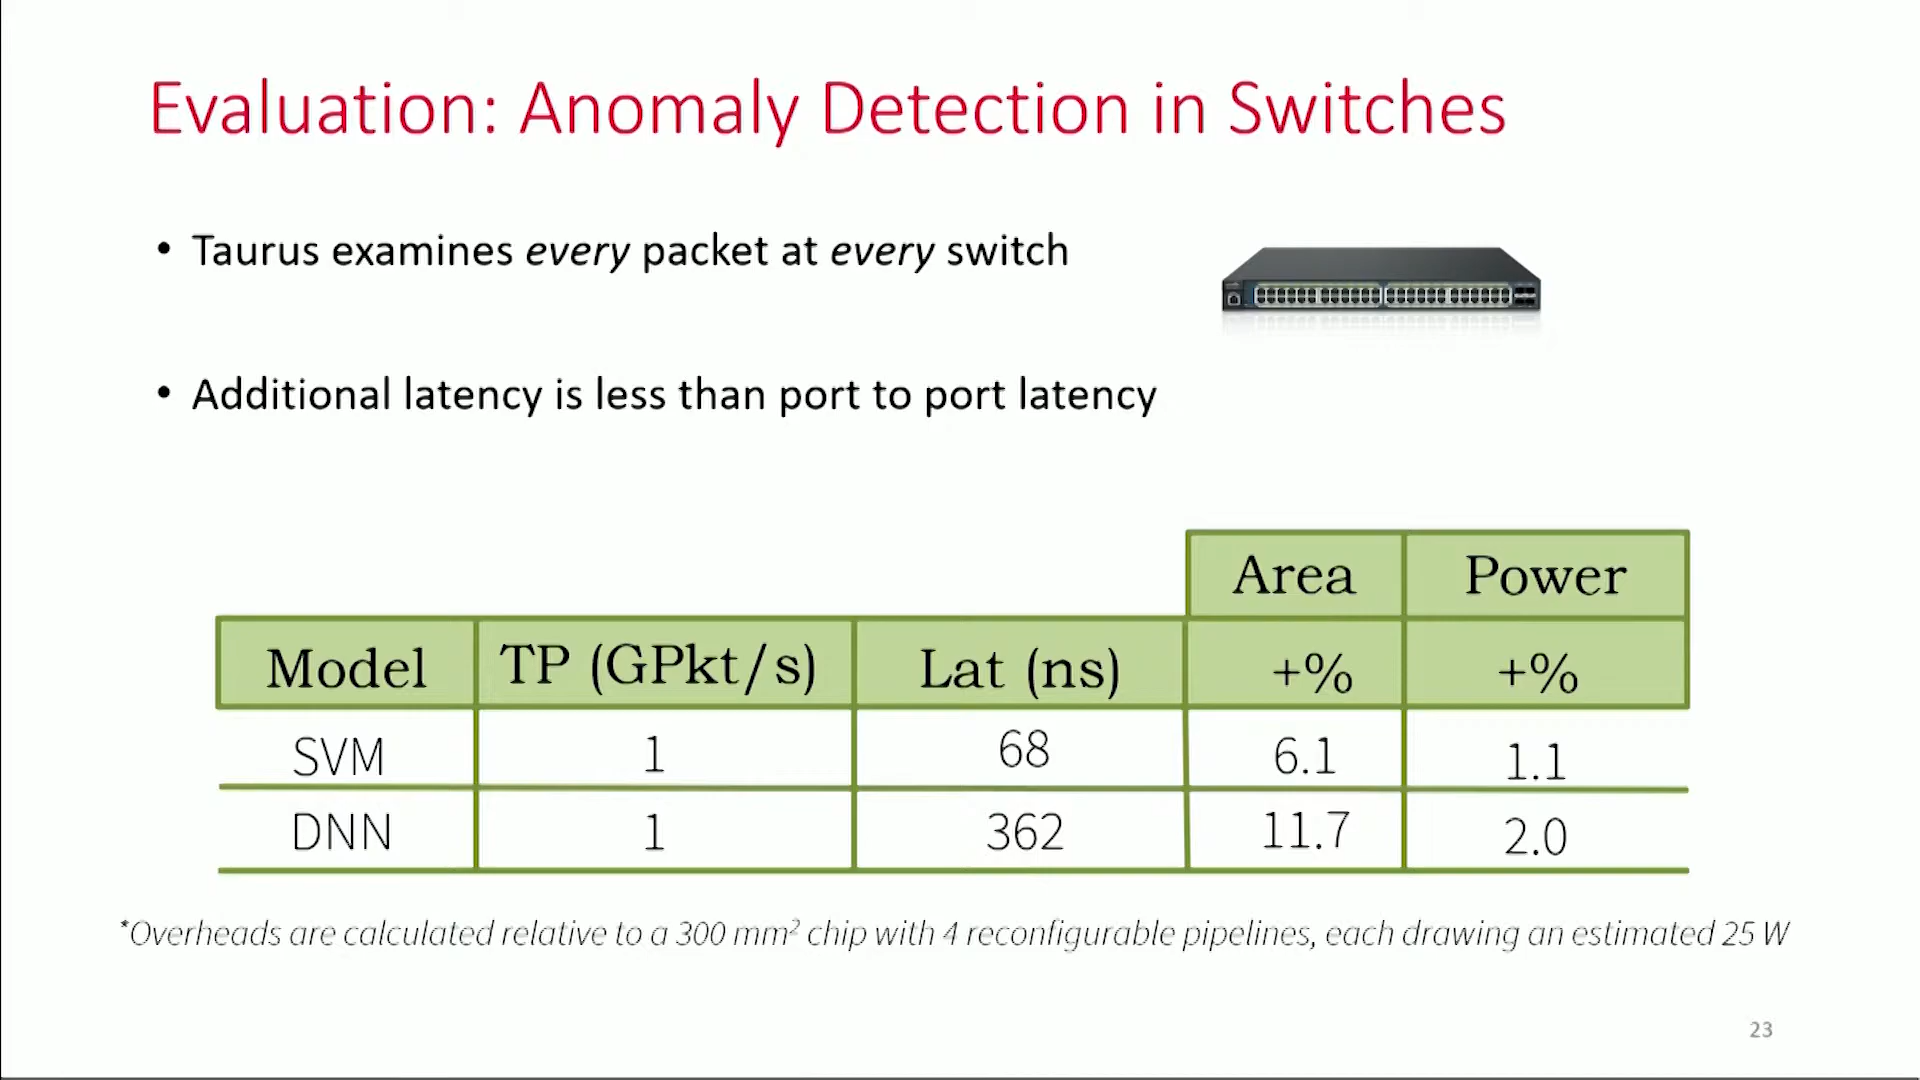 Evaluation: Anomaly Detection in Switches
• Taurus examines every packet at every switch
• Additional latency is less than port to port latency
Area Power
Model TP (GPkt/s) Lat (ns) +% +%
SVM 1 68 6.1 1.1
DNN 1 362 11.7 2.0
*Overheads are calculated relative to a 300 mm² chip with 4 reconfigurable pipelines, each drawing an estimated 25 W
23